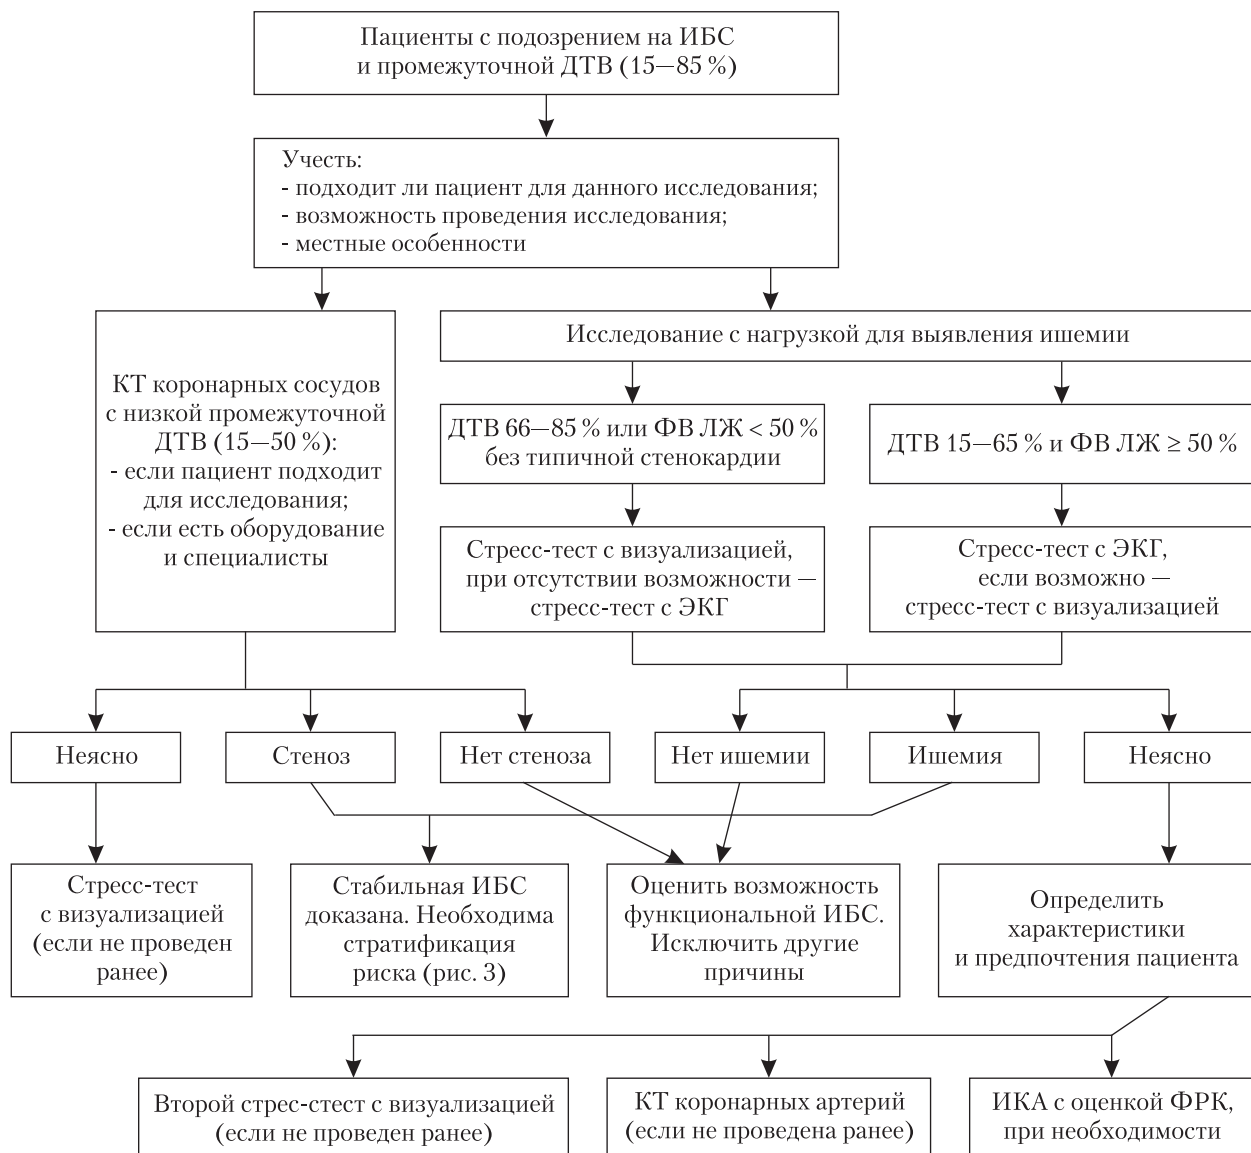 Пациенты с подозрением на ИБС
и промежуточной ДТВ (15—85 %)
Учесть:
- подходит ли пациент для данного исследования;
- возможность проведения исследования;
- местные особенности
КТ коронарных сосудов
с низкой промежуточной
ДТВ (15—50 %):
- если пациент подходит
для исследования;
- если есть оборудование
и специалисты
Исследование с нагрузкой для выявления ишемии
ДТВ 66—85 % или ФВ ЛЖ < 50 %
без типичной стенокардии
ДТВ 15—65 % и ФВ ЛЖ ≥ 50 %
Стресс-тест с визуализацией,
при отсутствии возможности —
стресс-тест с ЭКГ
Стресс-тест с ЭКГ,
если возможно —
стресс-тест с визуализацией
Неясно
Стеноз
Нет стеноза
Нет ишемии
Ишемия
Неясно
Стресс-тест
с визуализацией
(если не проведен
ранее)
Стабильная ИБС
доказана. Необходима
стратификация
риска (рис. 3)
Оценить возможность
функциональной ИБС.
Исключить другие
причины
Определить
характеристики
и предпочтения пациента
Второй стрес-стест с визуализацией
(если не проведен ранее)
КТ коронарных артерий
(если не проведена ранее)
ИКА с оценкой ФРК,
при необходимости